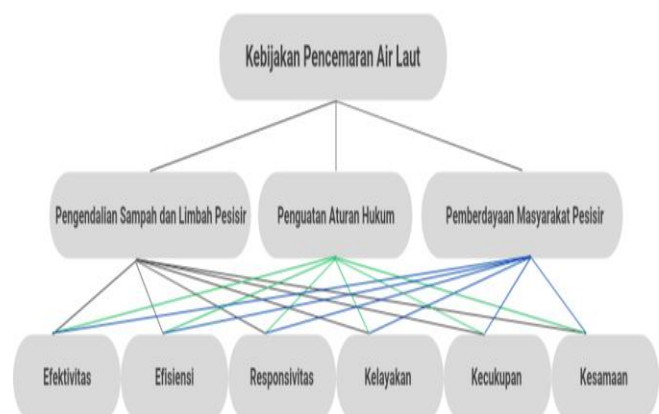 Kebijakan Pencemaran Air Laut
Pengendalian Sampah dan Limbah Pesisir
Penguatan Aturan Hukum
Pemberdayaan Masyarakat Pesisir
Efektivitas
Efisiensi
Responsivitas
Kelayakan
Kecukupan
Kesamaan